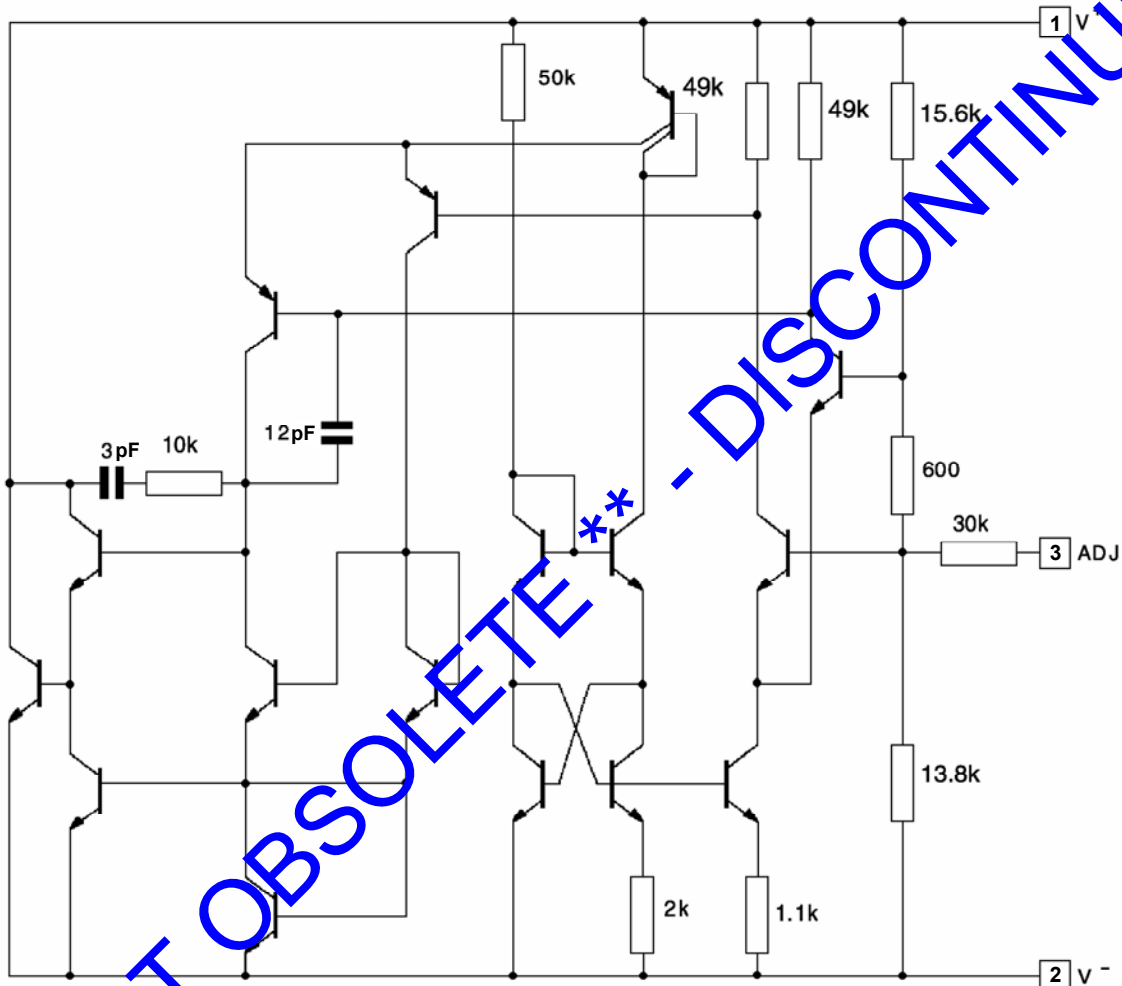 1 V+
50k
49k
49k
15.6k
3pF
10k
12pF
600
30k
3 ADJ
13.8k
2k
1.1k
2 V-
T OBSOLETE ** - DISCONTINU